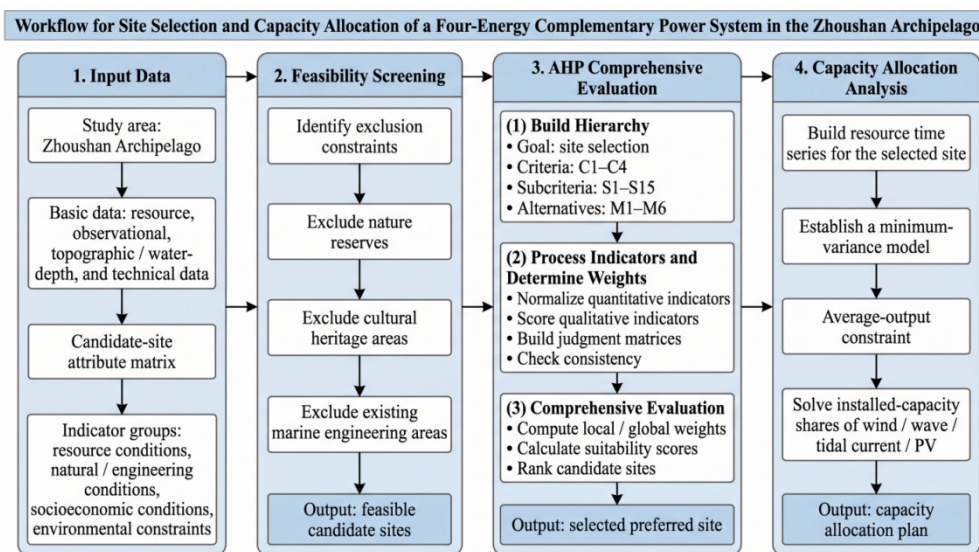 Workflow for Site Selection and Capacity Allocation of a Four-Energy Complementary Power System in the Zhoushan Archipelago
1. Input Data
Study area:
Zhoushan Archipelago
Basic data: resource,
observational,
topographic / water-
depth, and technical data
Candidate-site
attribute matrix
Indicator groups:
resource conditions,
natural / engineering
conditions,
socioeconomic conditions,
environmental constraints
2. Feasibility Screening
Identify exclusion
constraints
Exclude nature
reserves
Exclude cultural
heritage areas
Exclude existing
marine engineering areas
Output: feasible
candidate sites
3. AHP Comprehensive
Evaluation
(1) Build Hierarchy
• Goal: site selection
• Criteria: C1–C4
• Subcriteria: S1–S15
• Alternatives: M1–M6
(2) Process Indicators and
Determine Weights
• Normalize quantitative indicators
• Score qualitative indicators
• Build judgment matrices
• Check consistency
(3) Comprehensive Evaluation
• Compute local / global weights
• Calculate suitability scores
• Rank candidate sites
Output: selected preferred site
4. Capacity Allocation
Analysis
Build resource time
series for the selected site
Establish a minimum-
variance model
Average-output
constraint
Solve installed-capacity
shares of wind / wave /
tidal current / PV
Output: capacity
allocation plan